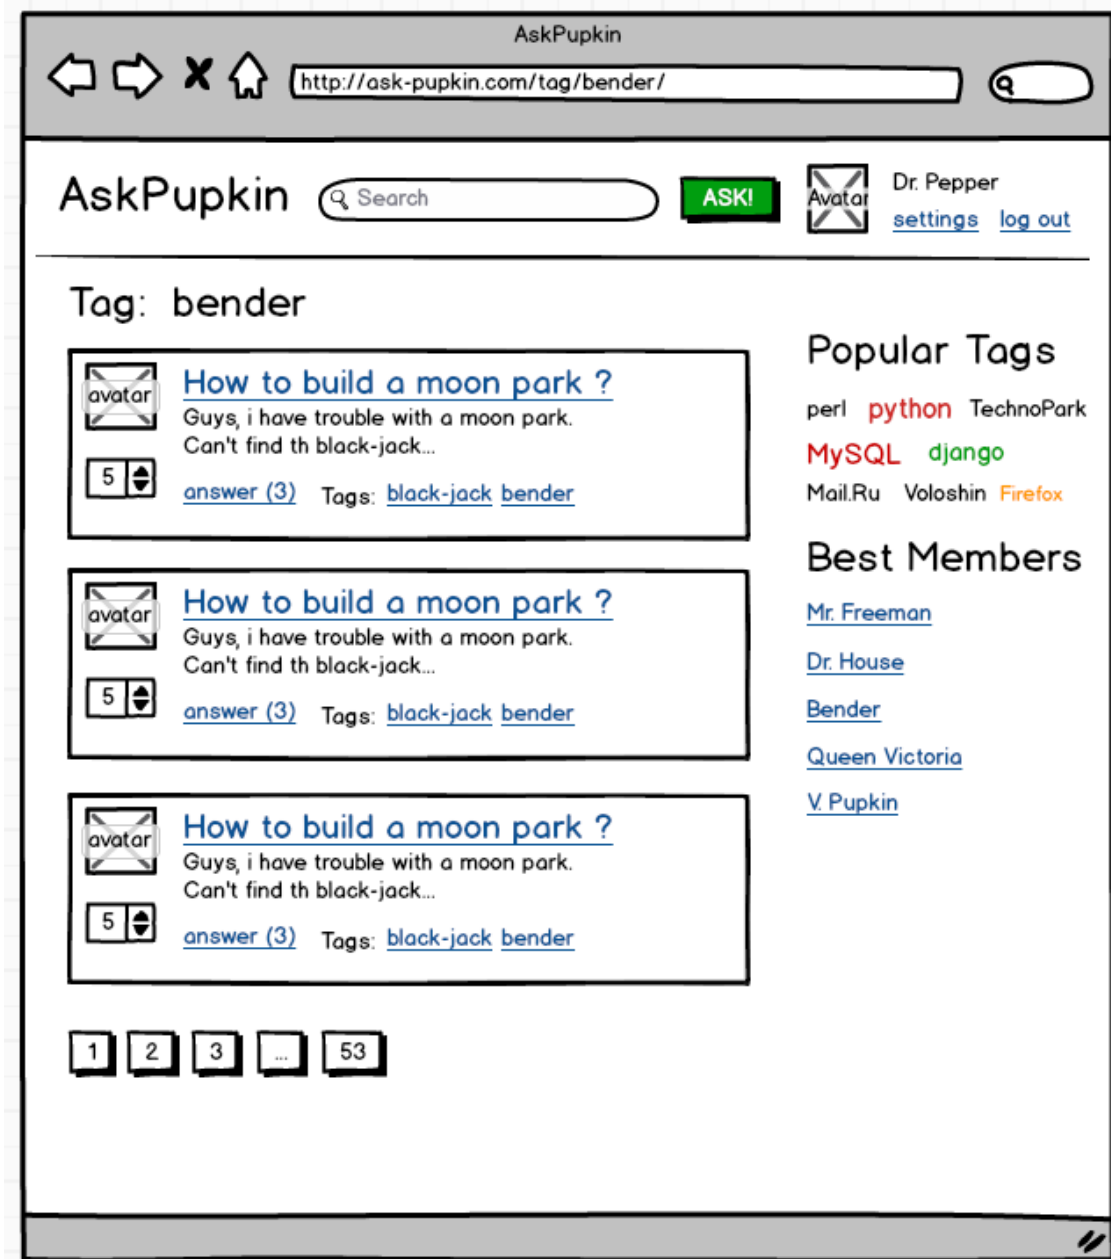 AskPupkin
http://ask-pupkin.com/tag/bender/
AskPupkin
Search
ASK!
Avatar
Dr. Pepper
settings log out
Tag: bender
avatar
How to build a moon park ?
Guys, i have trouble with a moon park.
Can't find th black-jack...
5
answer (3) Tags: black-jack bender
avatar
How to build a moon park ?
Guys, i have trouble with a moon park.
Can't find th black-jack...
5
answer (3) Tags: black-jack bender
avatar
How to build a moon park ?
Guys, i have trouble with a moon park.
Can't find th black-jack...
5
answer (3) Tags: black-jack bender
1 2 3 ... 53
Popular Tags
perl python TechnoPark
MySQL django
Mail.Ru Voloshin Firefox
Best Members
Mr. Freeman
Dr. House
Bender
Queen Victoria
V. Pupkin